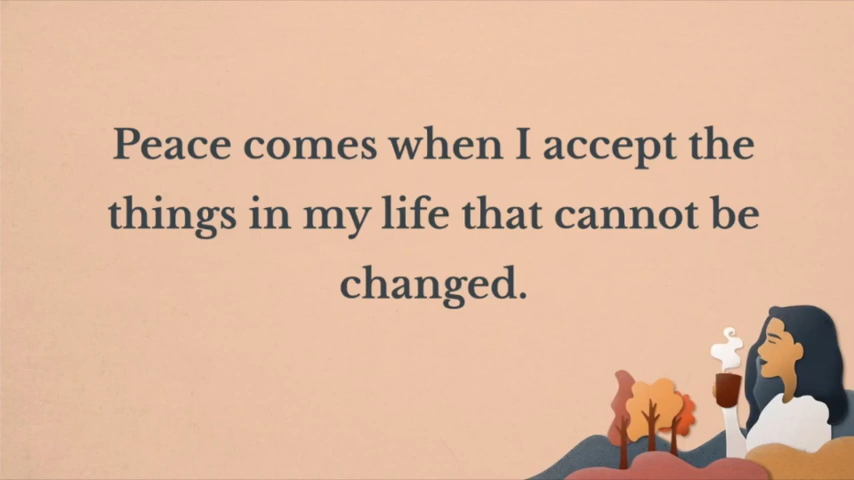 Peace comes when I accept the
things in my life that cannot be
changed.